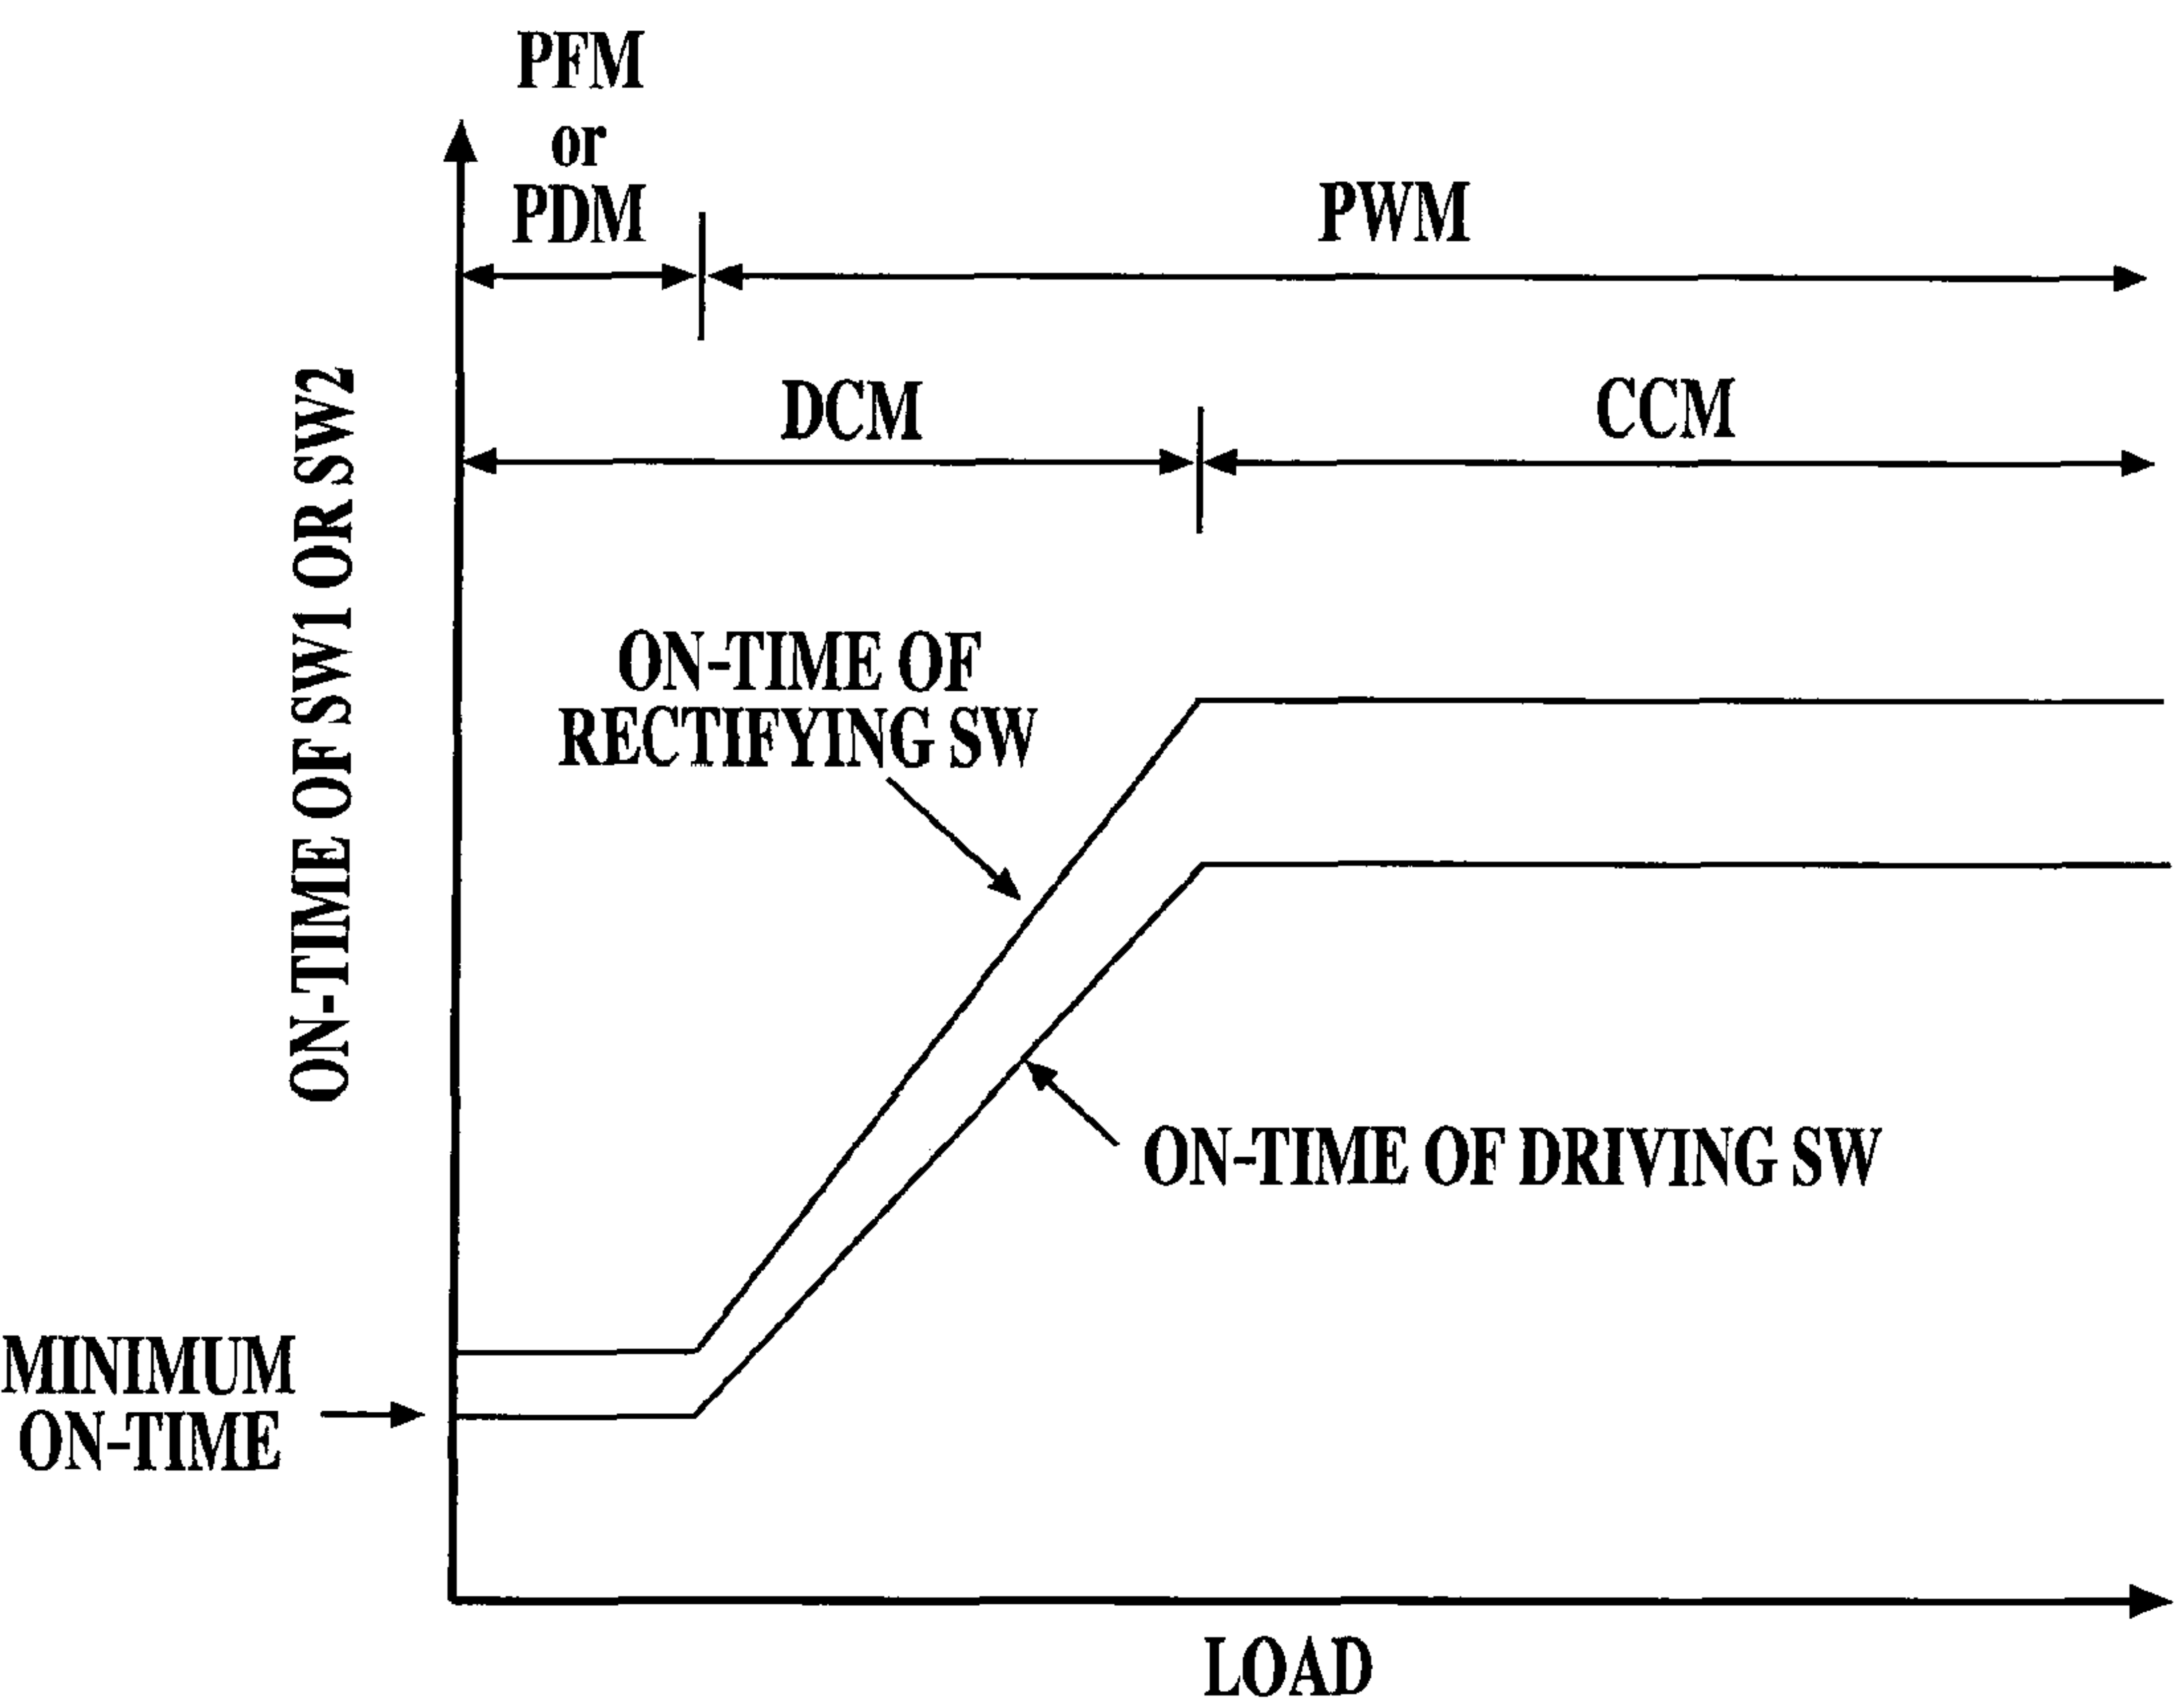 PFM
or
PDM
PWM
DCM
CCM
ON-TIME OF SW1 OR SW2
ON-TIME OF
RECTIFYING SW
ON-TIME OF DRIVING SW
MINIMUM
ON-TIME
LOAD